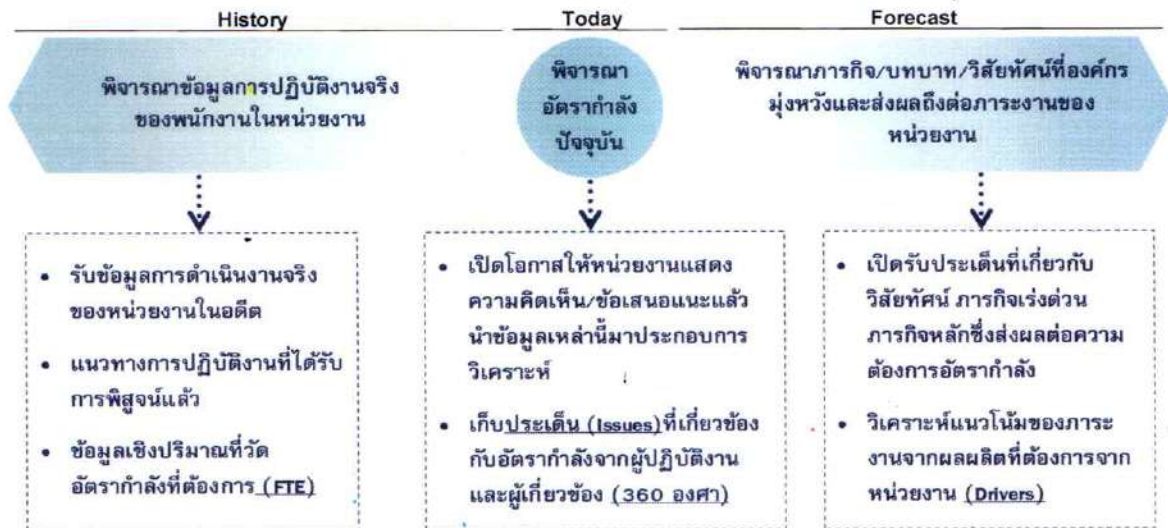 History
Today
Forecast
พิจารณาข้อมูลการปฏิบัติงานจริง
ของพนักงานในหน่วยงาน
พิจารณา
อัตรากำลัง
ปัจจุบัน
พิจารณาภารกิจ/บทบาท/วิสัยทัศน์ที่องค์กร
มุ่งหวังและส่งผลถึงต่อภาระงานของ
หน่วยงาน
• รับข้อมูลการดำเนินงานจริง
ของหน่วยงานในอดีต
• แนวทางการปฏิบัติงานที่ได้รับ
การพิสูจน์แล้ว
• ข้อมูลเชิงปริมาณที่วัด
อัตรากำลังที่ต้องการ (FTE)
• เปิดโอกาสให้หน่วยงานแสดง
ความคิดเห็น/ข้อเสนอแนะแล้ว
นำข้อมูลเหล่านี้มาประกอบการ
วิเคราะห์
• เก็บประเด็น (Issues)ที่เกี่ยวข้อง
กับอัตรากำลังจากผู้ปฏิบัติงาน
และผู้เกี่ยวข้อง (360 องศา)
• เปิดรับประเด็นที่เกี่ยวกับ
วิสัยทัศน์ ภารกิจเร่งด่วน
ภารกิจหลักซึ่งส่งผลต่อความ
ต้องการอัตรากำลัง
• วิเคราะห์แนวโน้มของภาระ
งานจากผลผลิตที่ต้องการจาก
หน่วยงาน (Drivers)